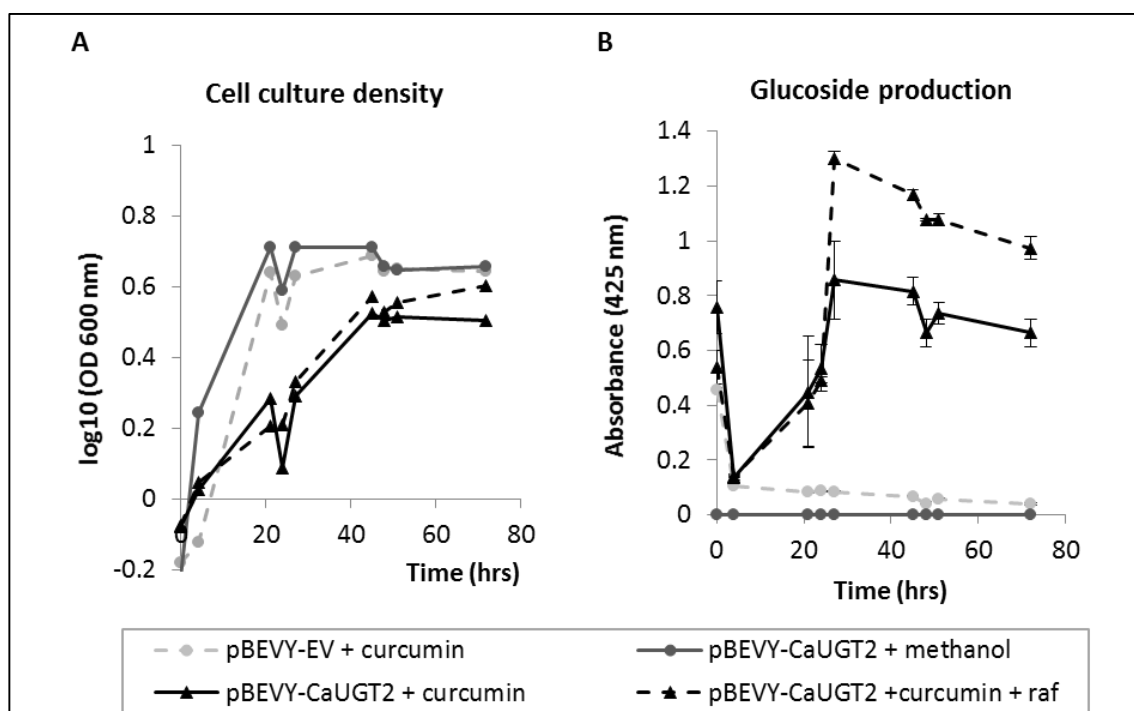 A
B
Cell culture density
Glucoside production
log10 (OD 600 nm)
1
0.8
0.6
0.4
0.2
0
-0.2
0
20
40
60
80
Time (hrs)
Absorbance (425 nm)
1.4
1.2
1
0.8
0.6
0.4
0.2
0
0
20
40
60
80
Time (hrs)
pBEVY-EV + curcumin
pBEVY-CaUGT2 + methanol
pBEVY-CaUGT2 + curcumin
pBEVY-CaUGT2 +curcumin + raf